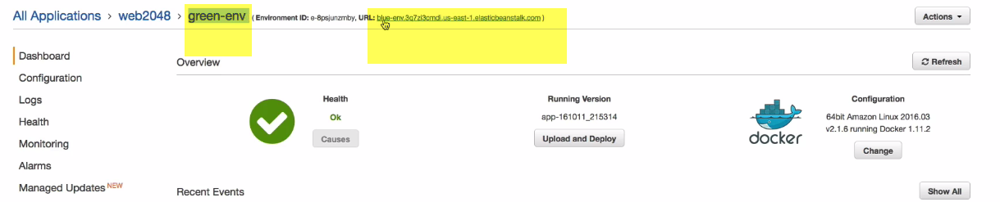 All Applications > web2048 > green-env ( Environment ID: e-8psjunzmby, URL: blue-env.3q7zi3cmdi.us-east-1.elasticbeanstalk.com ) Actions
Dashboard
Configuration
Logs
Health
Monitoring
Alarms
Managed Updates NEW
Overview Refresh
Health
Ok
Causes
Running Version
app-161011_215314
Upload and Deploy
docker
Configuration
64bit Amazon Linux 2016.03
v2.1.6 running Docker 1.11.2
Change
Recent Events Show All